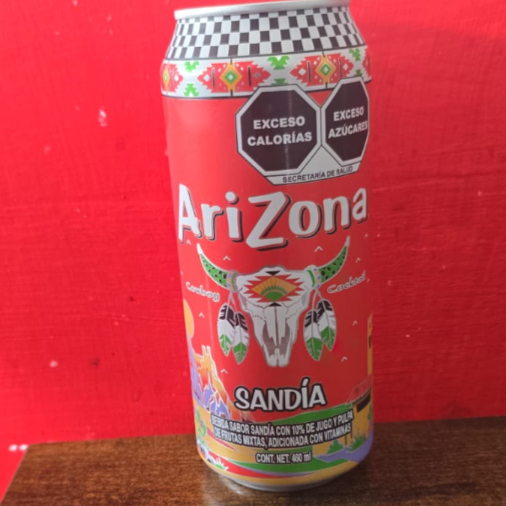 EXCESO CALORÍAS
EXCESO AZÚCARES
SECRETARÍA DE SALUD
AriZona
Cowboy Cocktail
SANDÍA
BEBIDA SABOR SANDÍA CON 10% DE JUGO Y PULPA
DE FRUTAS MIXTAS, ADICIONADA CON VITAMINAS
CONT. NET. 460 ml